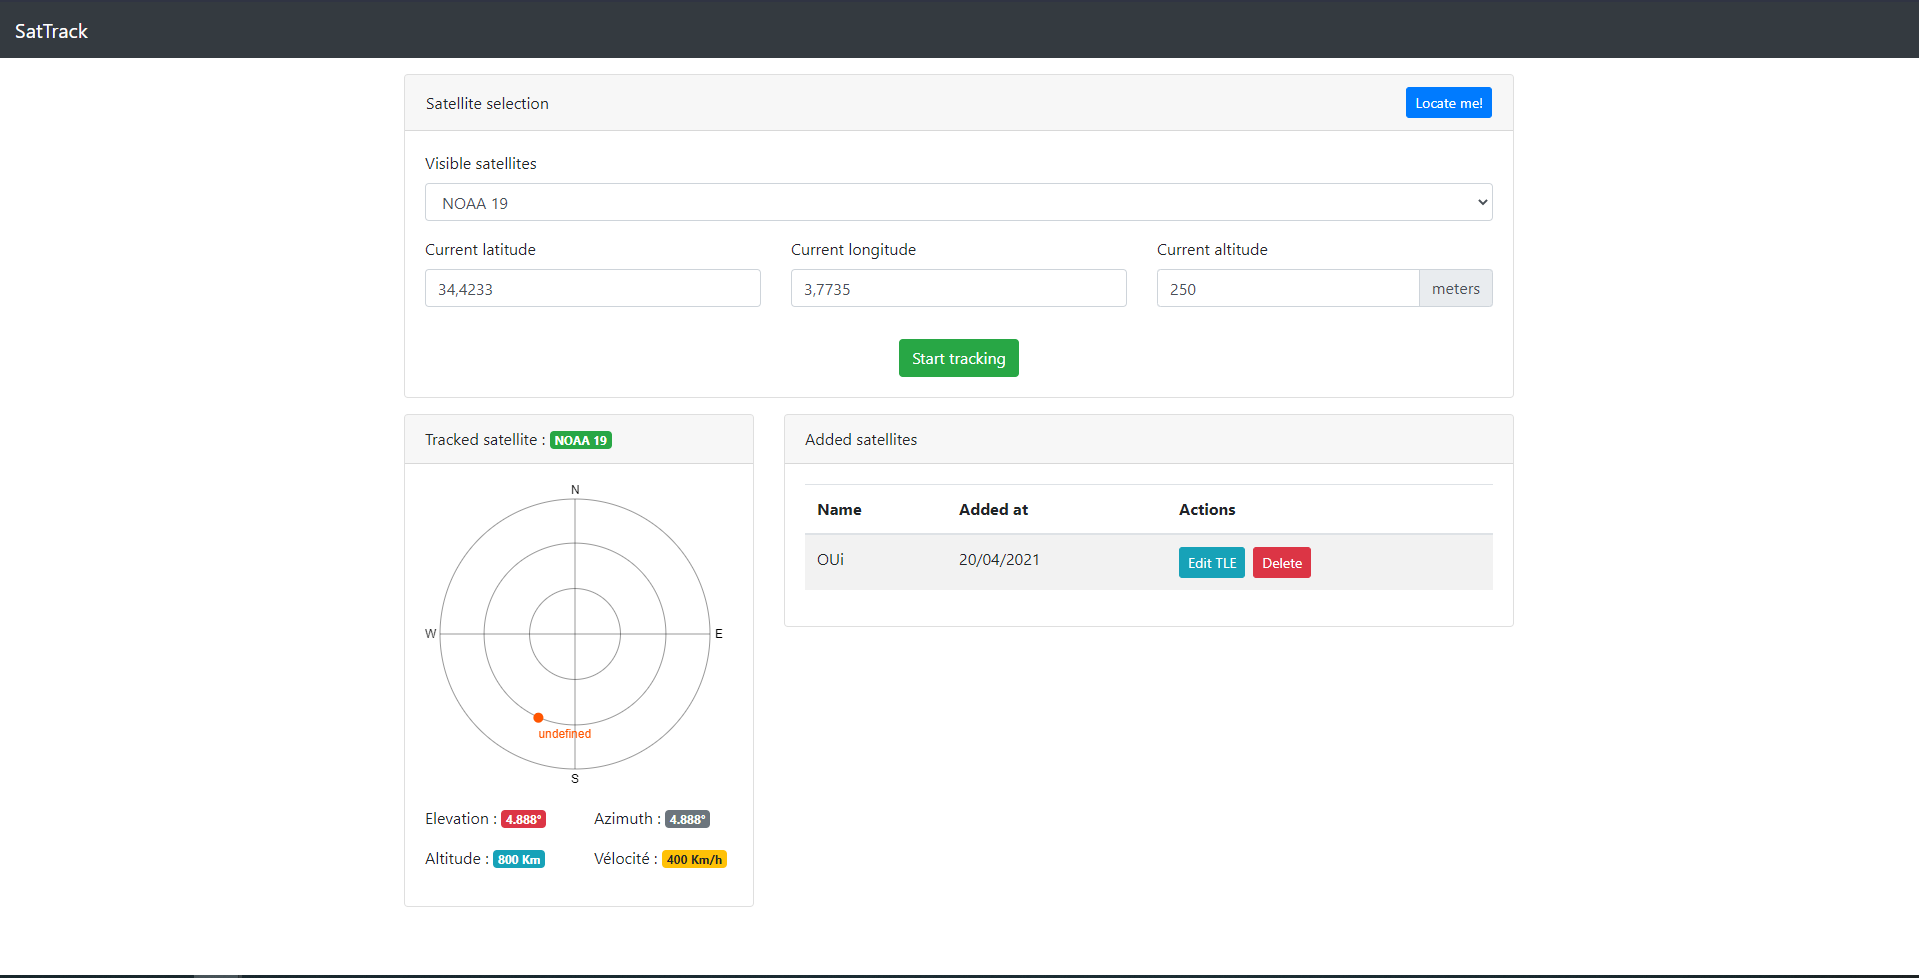 SatTrack
Satellite selection
Locate me!
Visible satellites
NOAA 19
Current latitude
Current longitude
Current altitude
34,4233
3,7735
250
meters
Start tracking
Tracked satellite : NOAA 19
N
W
E
undefined
S
Elevation : 4.888°
Azimuth : 4.888°
Altitude : 800 Km
Vélocité : 400 Km/h
Added satellites
Name
Added at
Actions
OUi
20/04/2021
Edit TLE
Delete